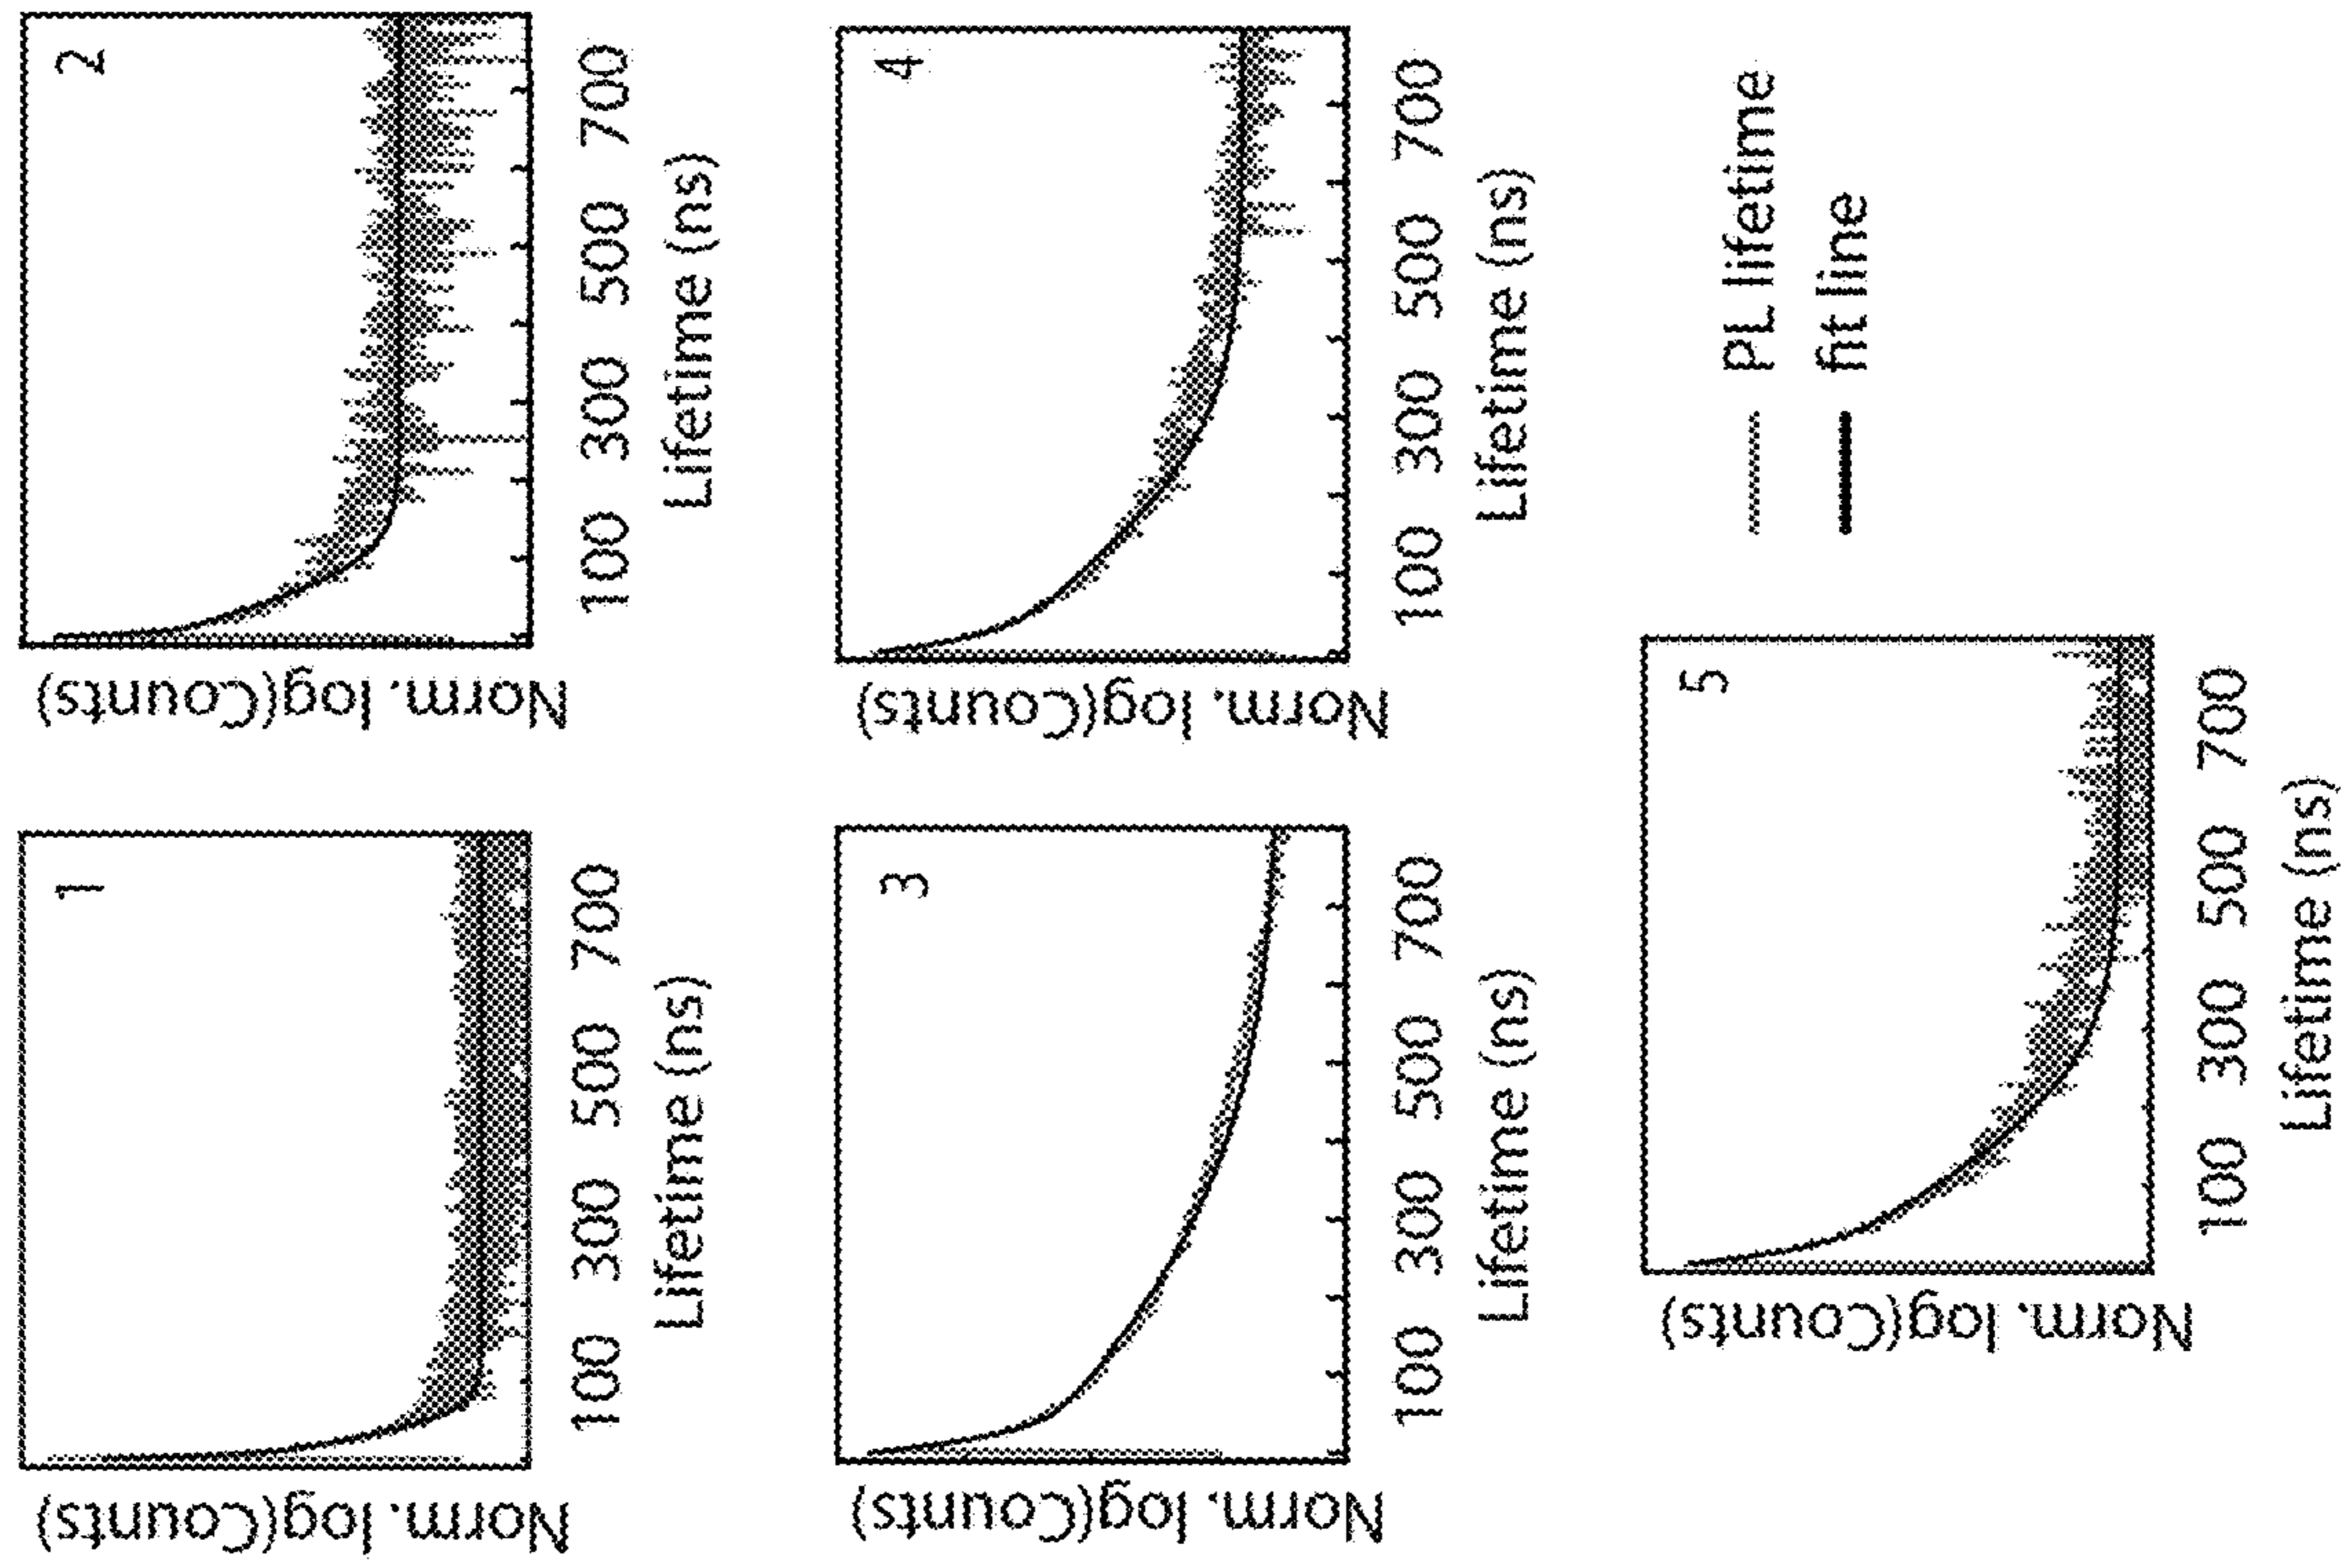 Norm. log(Counts)
1
100 300 500 700
Lifetime (ns)
Norm. log(Counts)
2
100 300 500 700
Lifetime (ns)
Norm. log(Counts)
3
100 300 500 700
Lifetime (ns)
Norm. log(Counts)
4
100 300 500 700
Lifetime (ns)
Norm. log(Counts)
5
100 300 500 700
Lifetime (ns)
PL lifetime
fit line